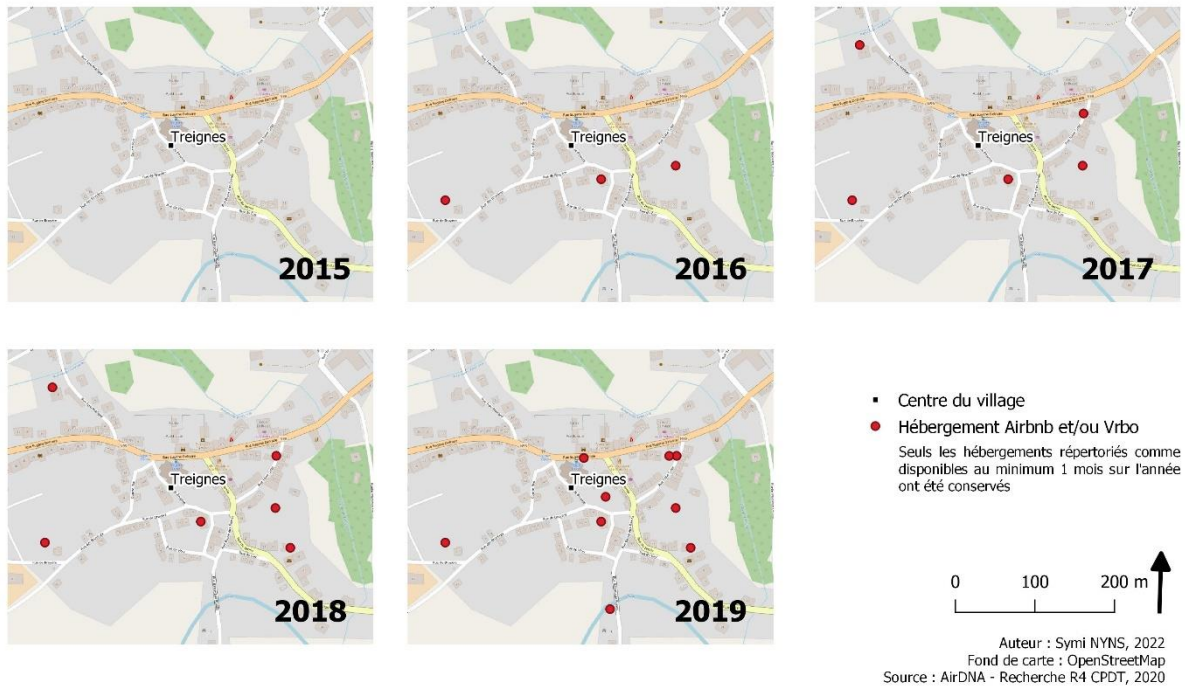 Treignes
2015
Treignes
2016
Treignes
2017
Treignes
2018
Treignes
2019
Centre du village
Hébergement Airbnb et/ou Vrbo
Seuls les hébergements répertoriés comme
disponibles au minimum 1 mois sur l'année
ont été conservés
0 100 200 m
Auteur : Symi NYNS, 2022
Fond de carte : OpenStreetMap
Source : AirDNA - Recherche R4 CPDT, 2020